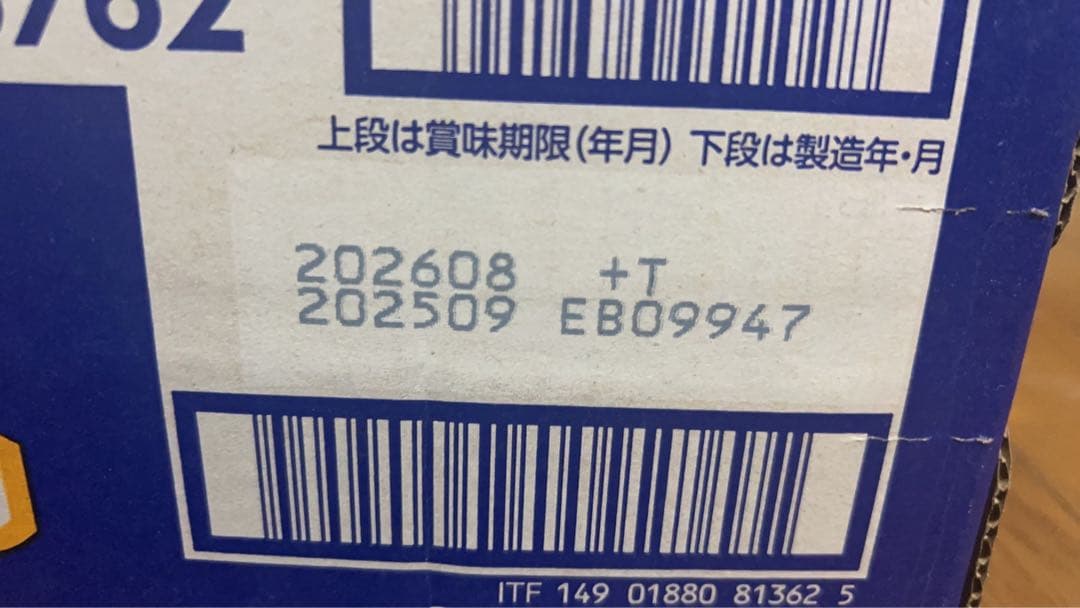 上段は賞味期限(年月) 下段は製造年・月
202608 +T
202509 EB09947
ITF 149 01880 81362 5